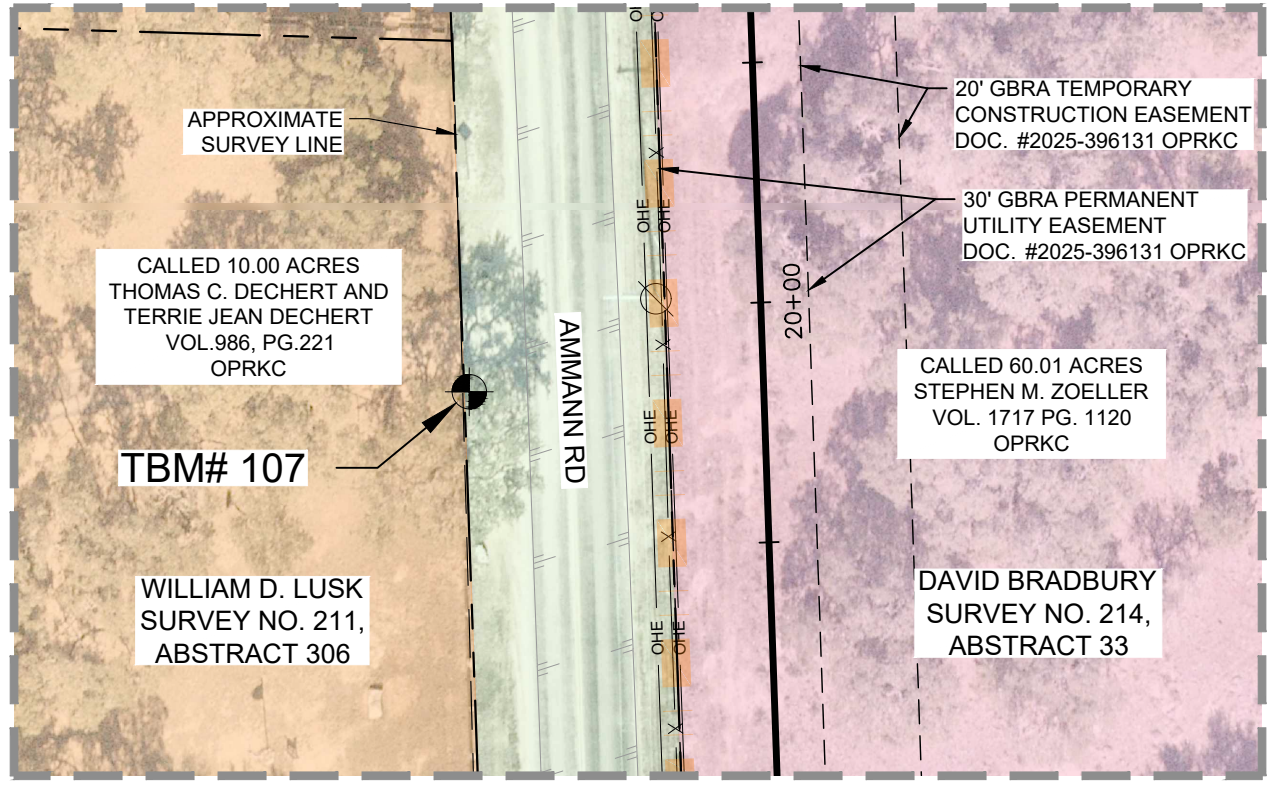 OHE
APPROXIMATE
SURVEY LINE
20' GBRA TEMPORARY
CONSTRUCTION EASEMENT
DOC. #2025-396131 OPRKC
X
30' GBRA PERMANENT
UTILITY EASEMENT
DOC. #2025-396131 OPRKC
OHE
OHE
CALLED 10.00 ACRES
THOMAS C. DECHERT AND
TERRIE JEAN DECHERT
VOL.986, PG.221
OPRKC
20+00
AMMANN RD
X
CALLED 60.01 ACRES
STEPHEN M. ZOELLER
VOL. 1717 PG. 1120
OPRKC
OHE
OHE
TBM# 107
X
WILLIAM D. LUSK
SURVEY NO. 211,
ABSTRACT 306
DAVID BRADBURY
SURVEY NO. 214,
ABSTRACT 33
OHE
OHE
X